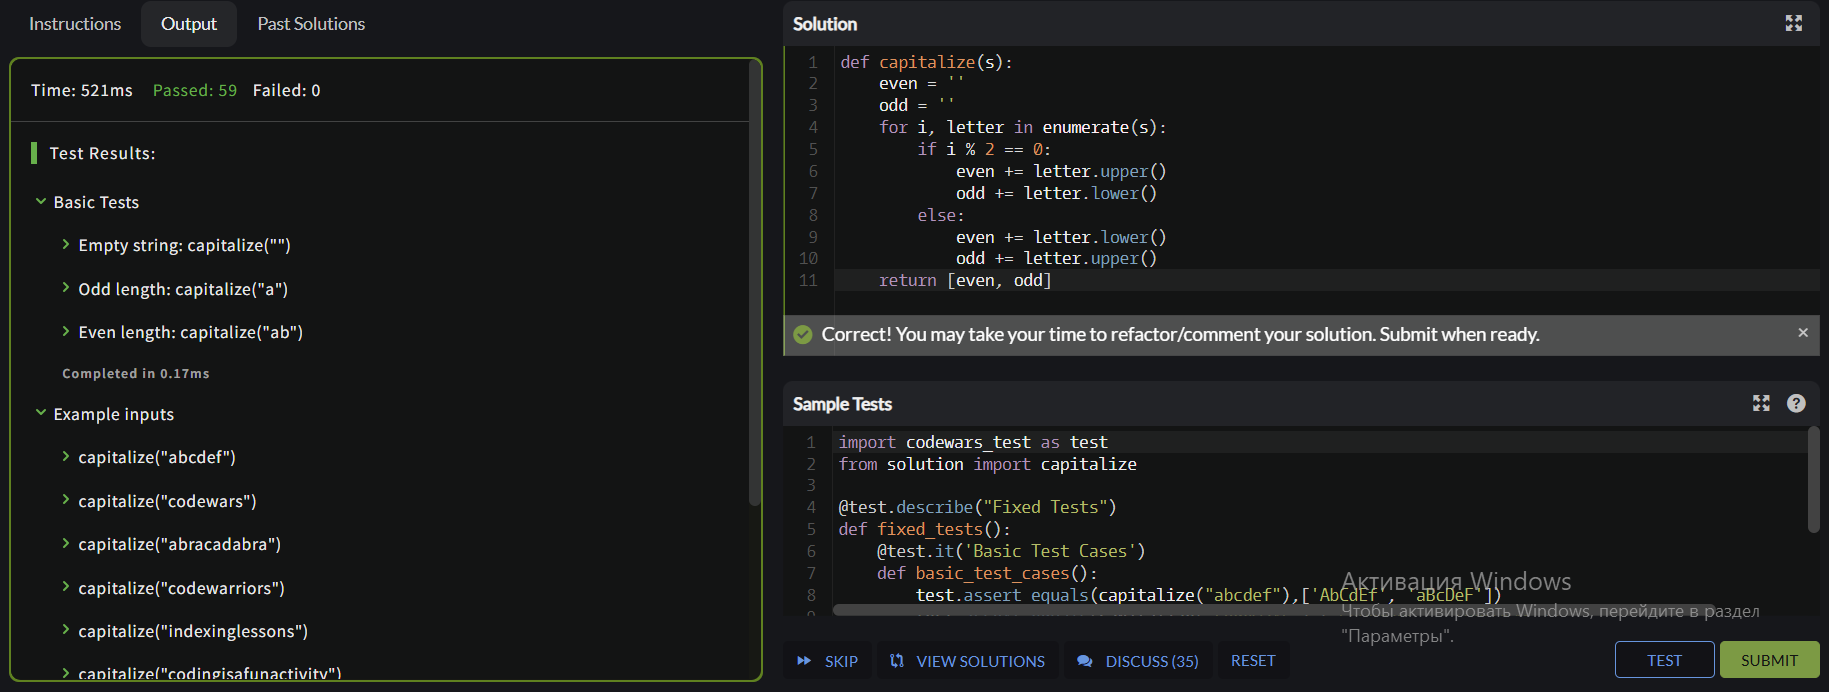 Instructions Output Past Solutions
Time: 521ms Passed: 59 Failed: 0
Test Results:
Basic Tests
Empty string: capitalize("")
Odd length: capitalize("a")
Even length: capitalize("ab")
Completed in 0.17ms
Example inputs
capitalize("abcdef")
capitalize("codewars")
capitalize("abracadabra")
capitalize("codewarriors")
capitalize("indexinglessons")
capitalize("codingisafunactivity")
Solution
1 def capitalize(s):
2     even = ''
3     odd = ''
4     for i, letter in enumerate(s):
5         if i % 2 == 0:
6             even += letter.upper()
7             odd += letter.lower()
8         else:
9             even += letter.lower()
10             odd += letter.upper()
11     return [even, odd]
Correct! You may take your time to refactor/comment your solution. Submit when ready.
Sample Tests
1 import codewars_test as test
2 from solution import capitalize
3
4 @test.describe("Fixed Tests")
5 def fixed_tests():
6     @test.it('Basic Test Cases')
7     def basic_test_cases():
8         test.assert_equals(capitalize("abcdef"),['AbCdEf', 'aBcDeF'])
SKIP VIEW SOLUTIONS DISCUSS (35) RESET TEST SUBMIT
Активация Windows
Чтобы активировать Windows, перейдите в раздел
"Параметры".